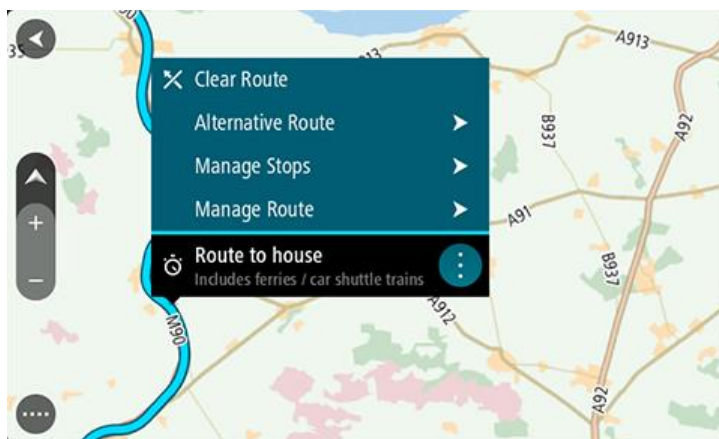 A913
913
B937
A92
Clear Route
Alternative Route
Manage Stops
Manage Route
A91
Route to house
Includes ferries / car shuttle trains
B937
A912
M90
A92